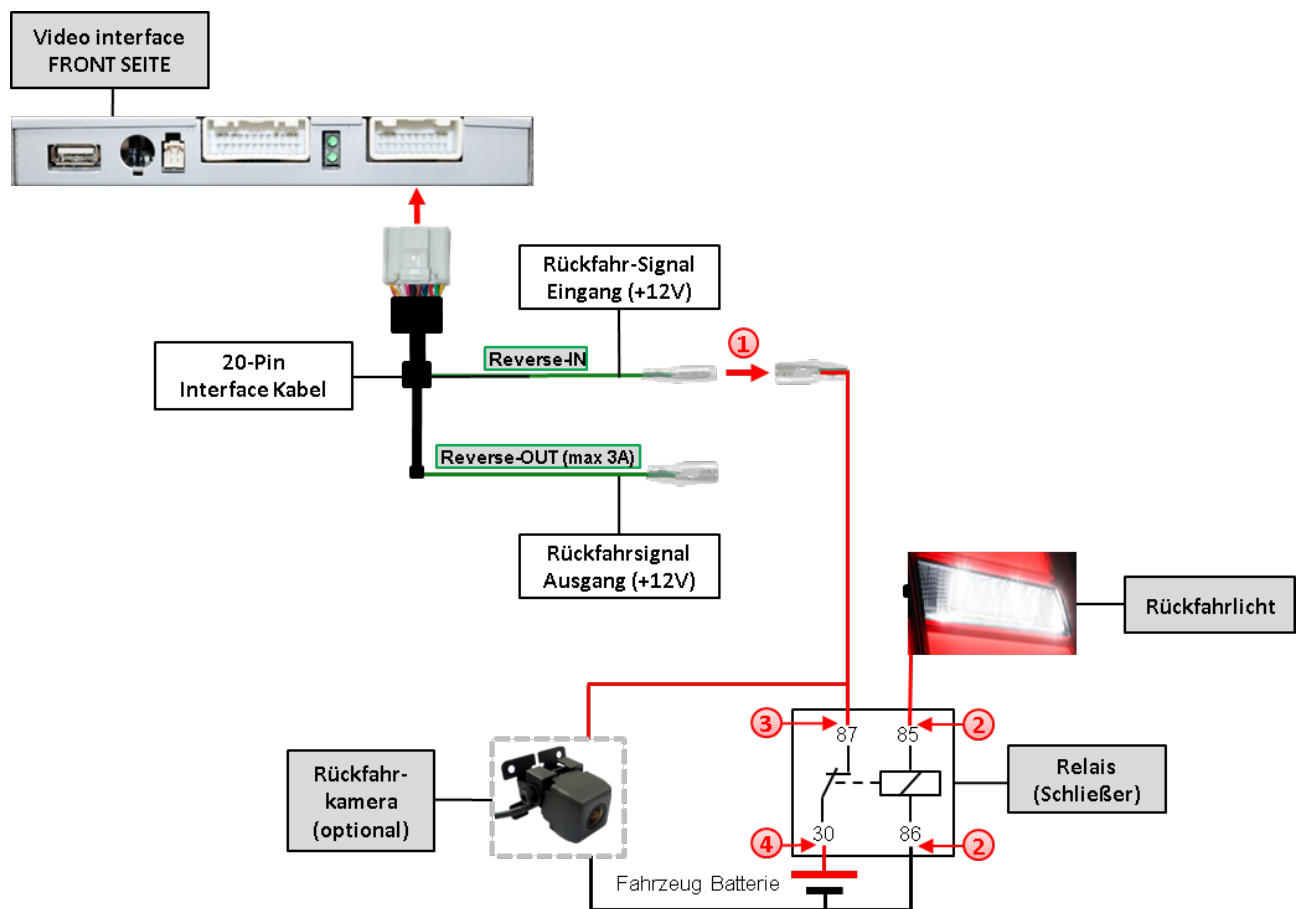 Video interface
FRONT SEITE
Rückfahr-Signal
Eingang (+12V)
1
20-Pin
Interface Kabel
Reverse-IN
Reverse-OUT (max 3A)
Rückfahrsignal
Ausgang (+12V)
Rückfahrlicht
3
2
87
85
Rückfahr-
kamera
(optional)
Relais
(Schließer)
30
86
4
2
Fahrzeug Batterie